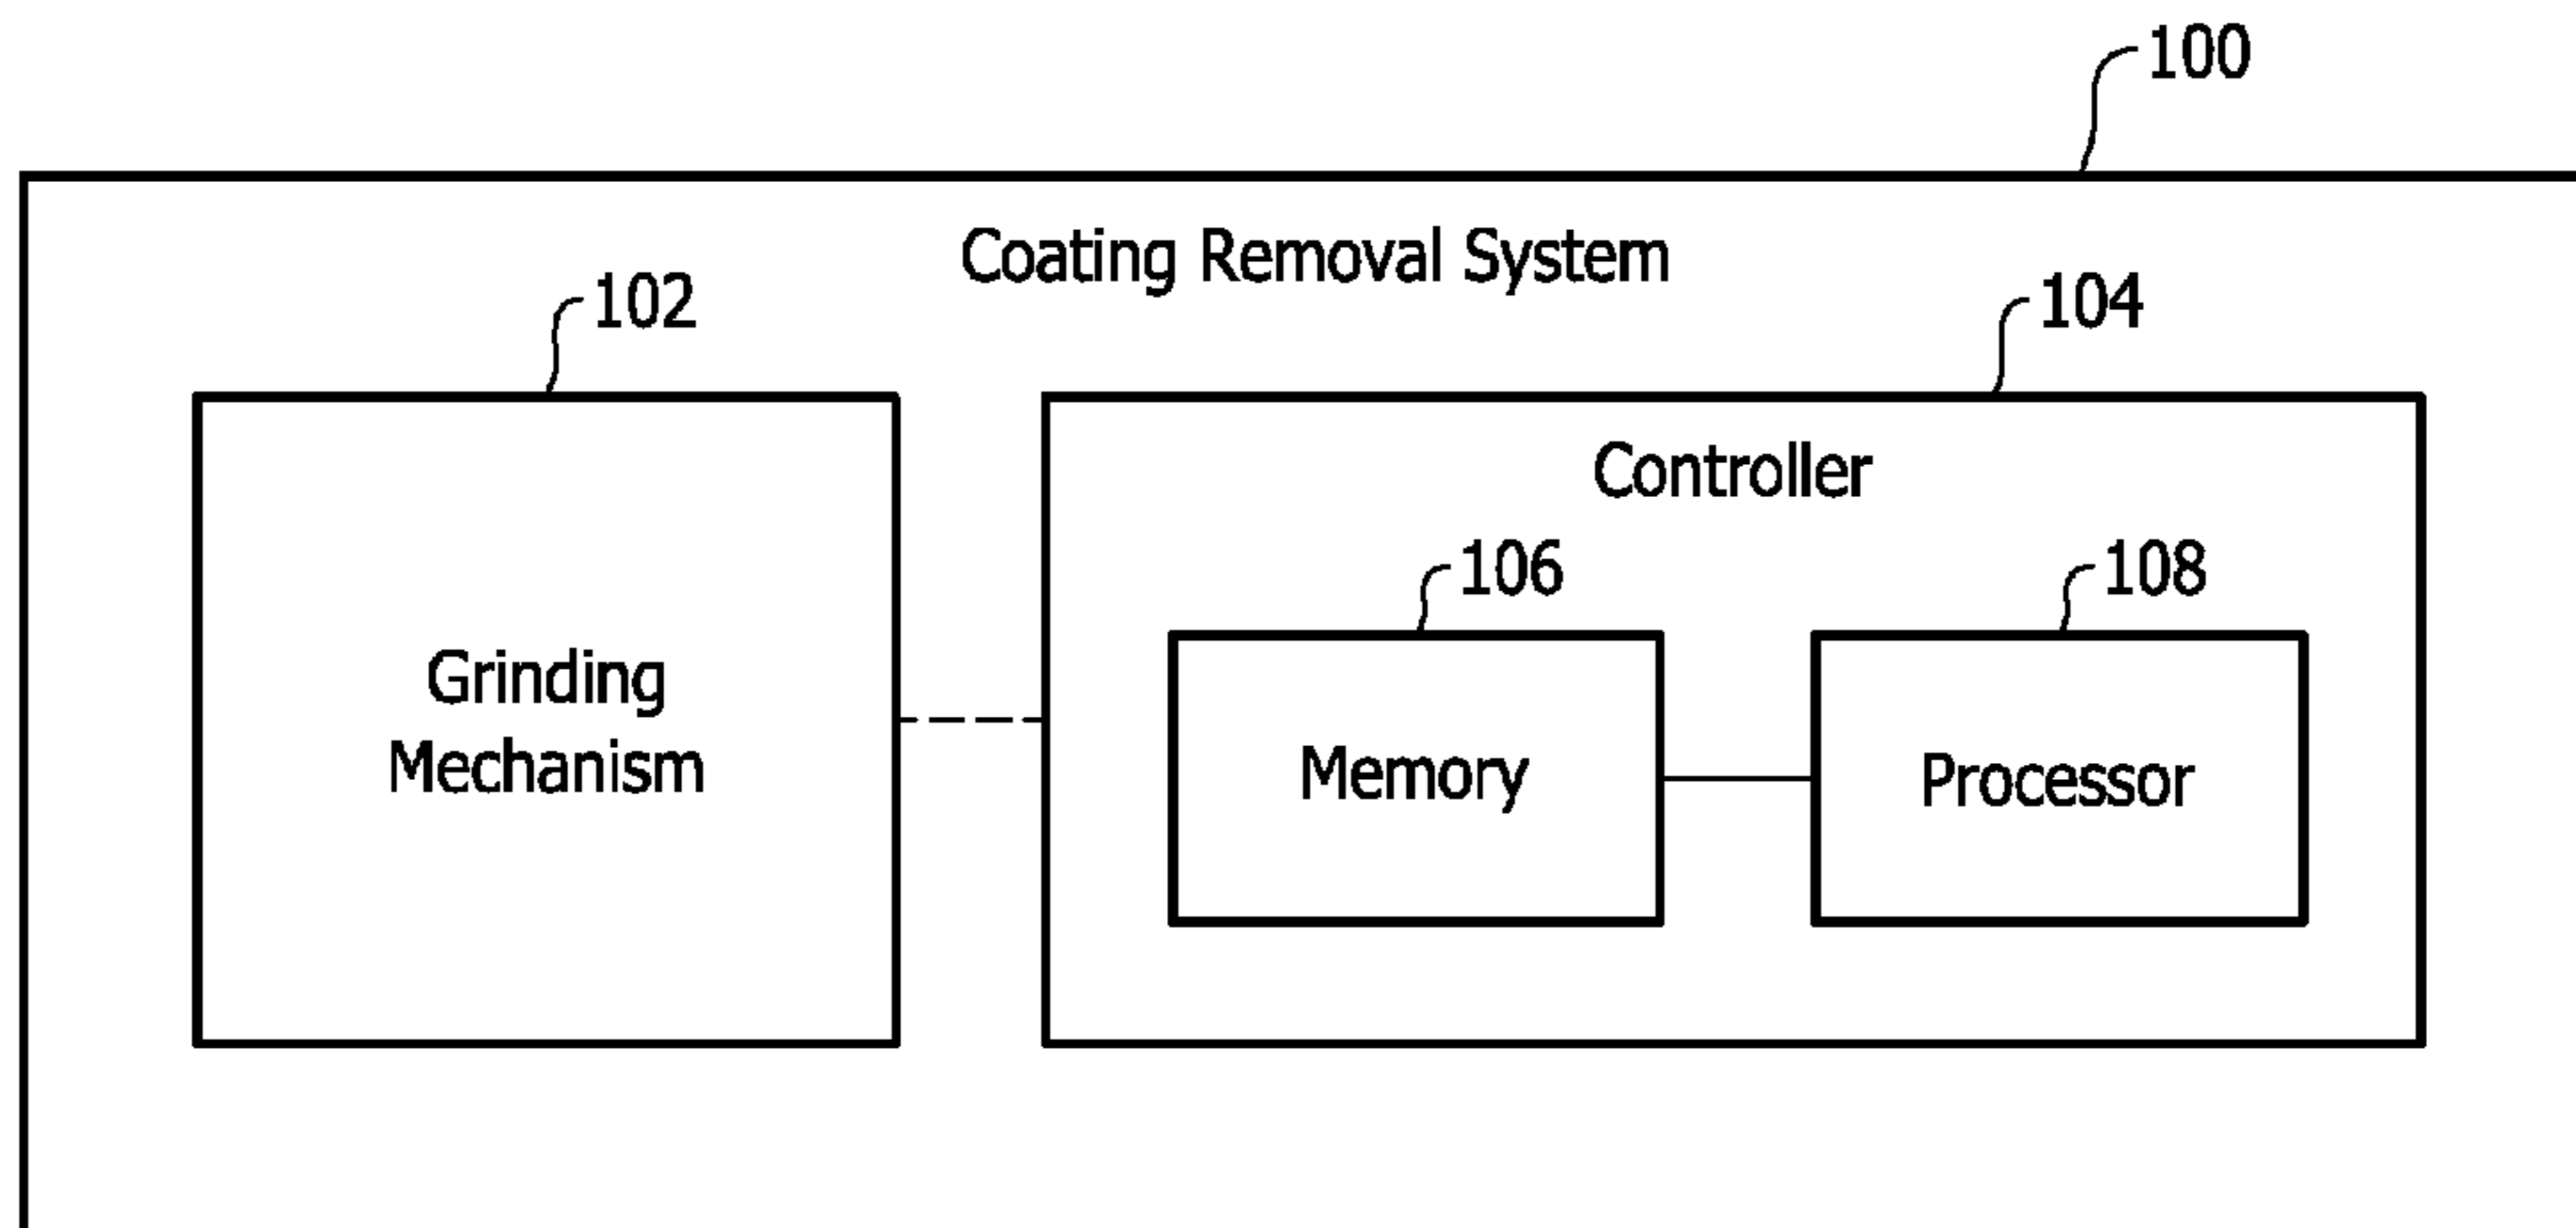 100
Coating Removal System
102
104
Controller
106
108
Grinding
Mechanism
Memory
Processor